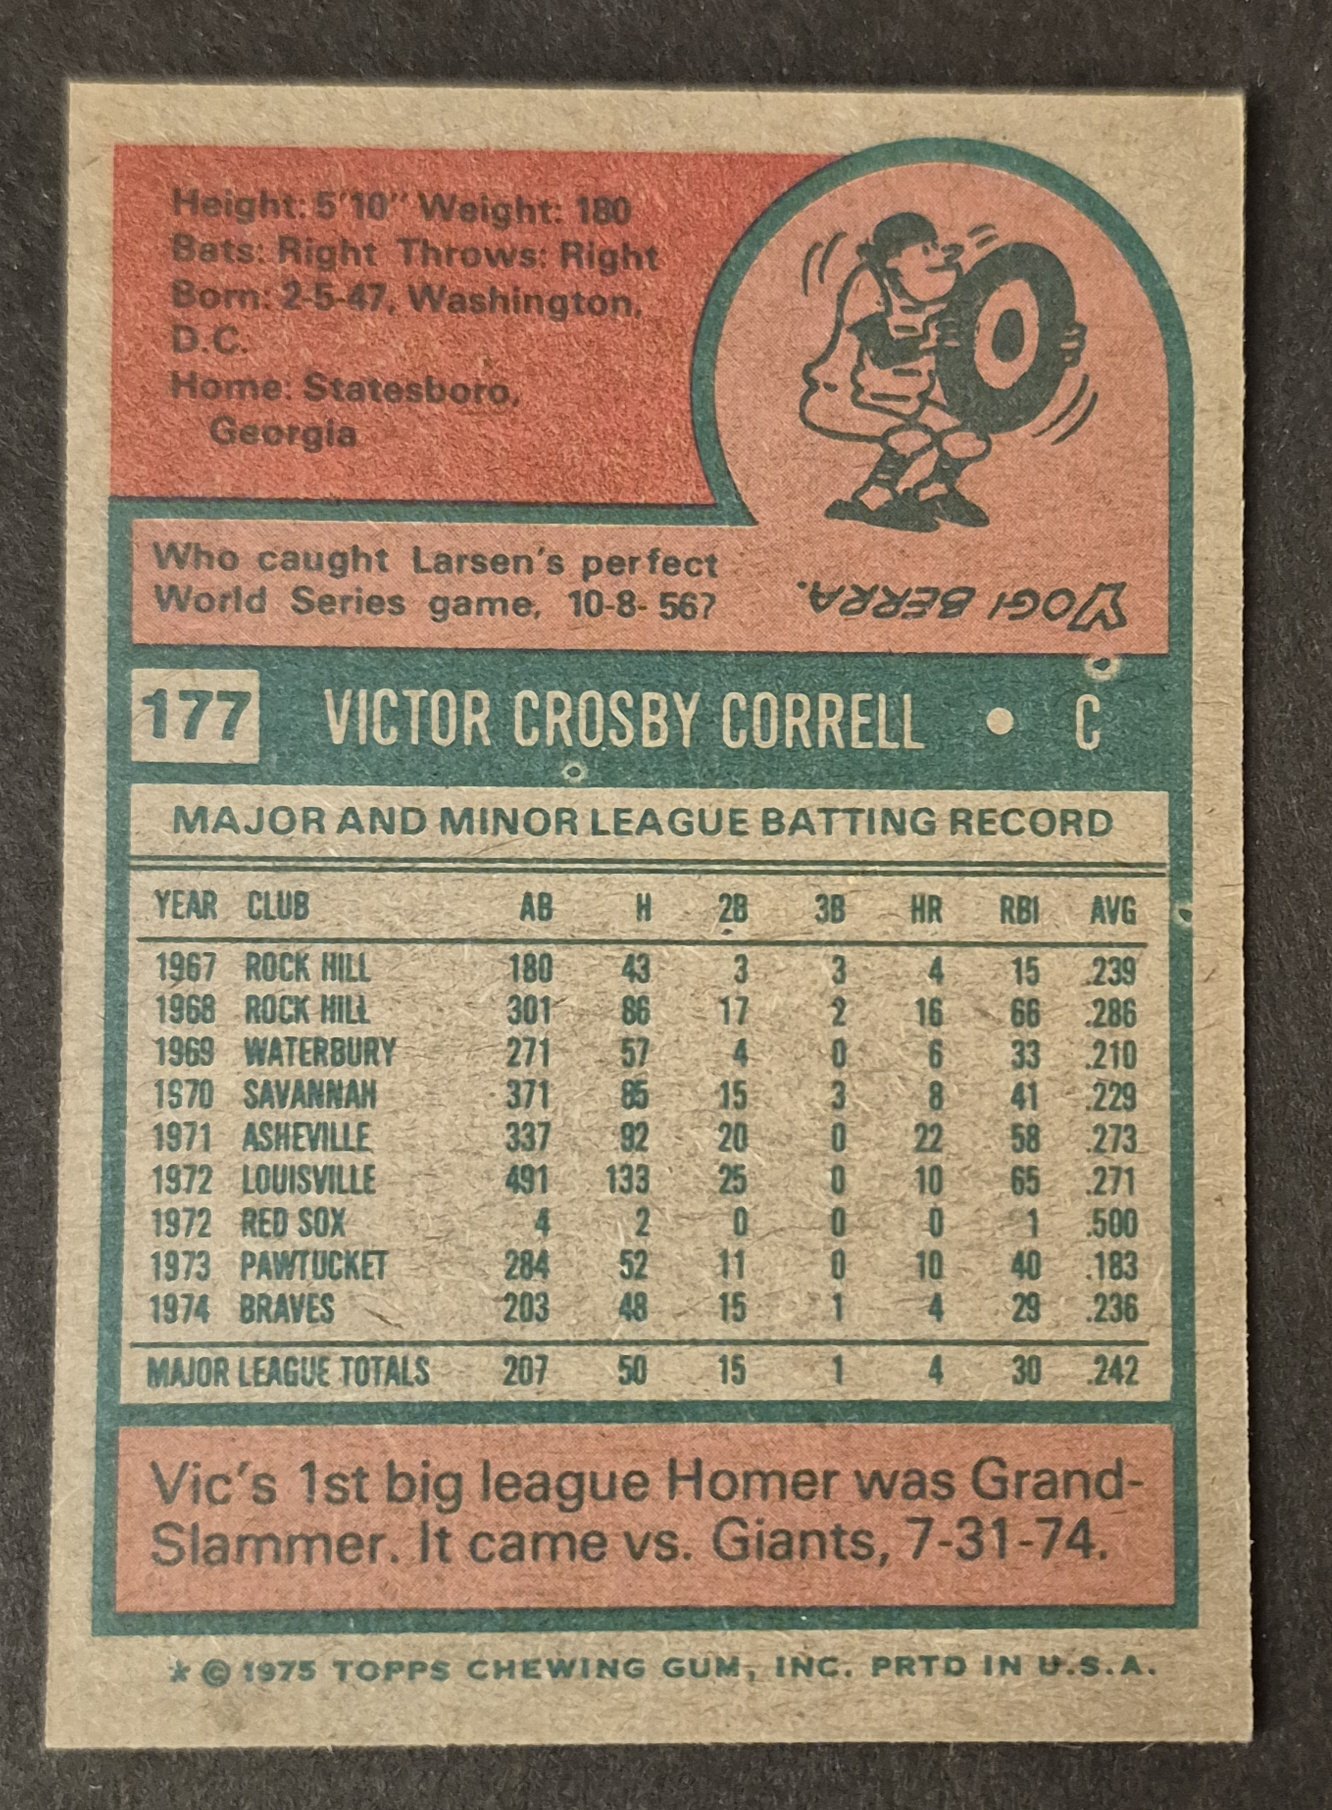 Height: 5'10" Weight: 180
Bats: Right Throws: Right
Born: 2-5-47, Washington,
D.C.
Home: Statesboro,
Georgia
Who caught Larsen's perfect
World Series game, 10-8-56?
YOGI BERRA.
177 VICTOR CROSBY CORRELL • C
MAJOR AND MINOR LEAGUE BATTING RECORD
YEAR CLUB AB H 2B 3B HR RBI AVG
1967 ROCK HILL 180 43 3 3 4 15 .239
1968 ROCK HILL 301 86 17 2 16 66 .286
1969 WATERBURY 271 57 4 0 6 33 .210
1970 SAVANNAH 371 85 15 3 8 41 .229
1971 ASHEVILLE 337 92 20 0 22 58 .273
1972 LOUISVILLE 491 133 25 0 10 65 .271
1972 RED SOX 4 2 0 0 0 1 .500
1973 PAWTUCKET 284 52 11 0 10 40 .183
1974 BRAVES 203 48 15 1 4 29 .236
MAJOR LEAGUE TOTALS 207 50 15 1 4 30 .242
Vic's 1st big league Homer was Grand-
Slammer. It came vs. Giants, 7-31-74.
★ © 1975 TOPPS CHEWING GUM, INC. PRTD IN U.S.A.